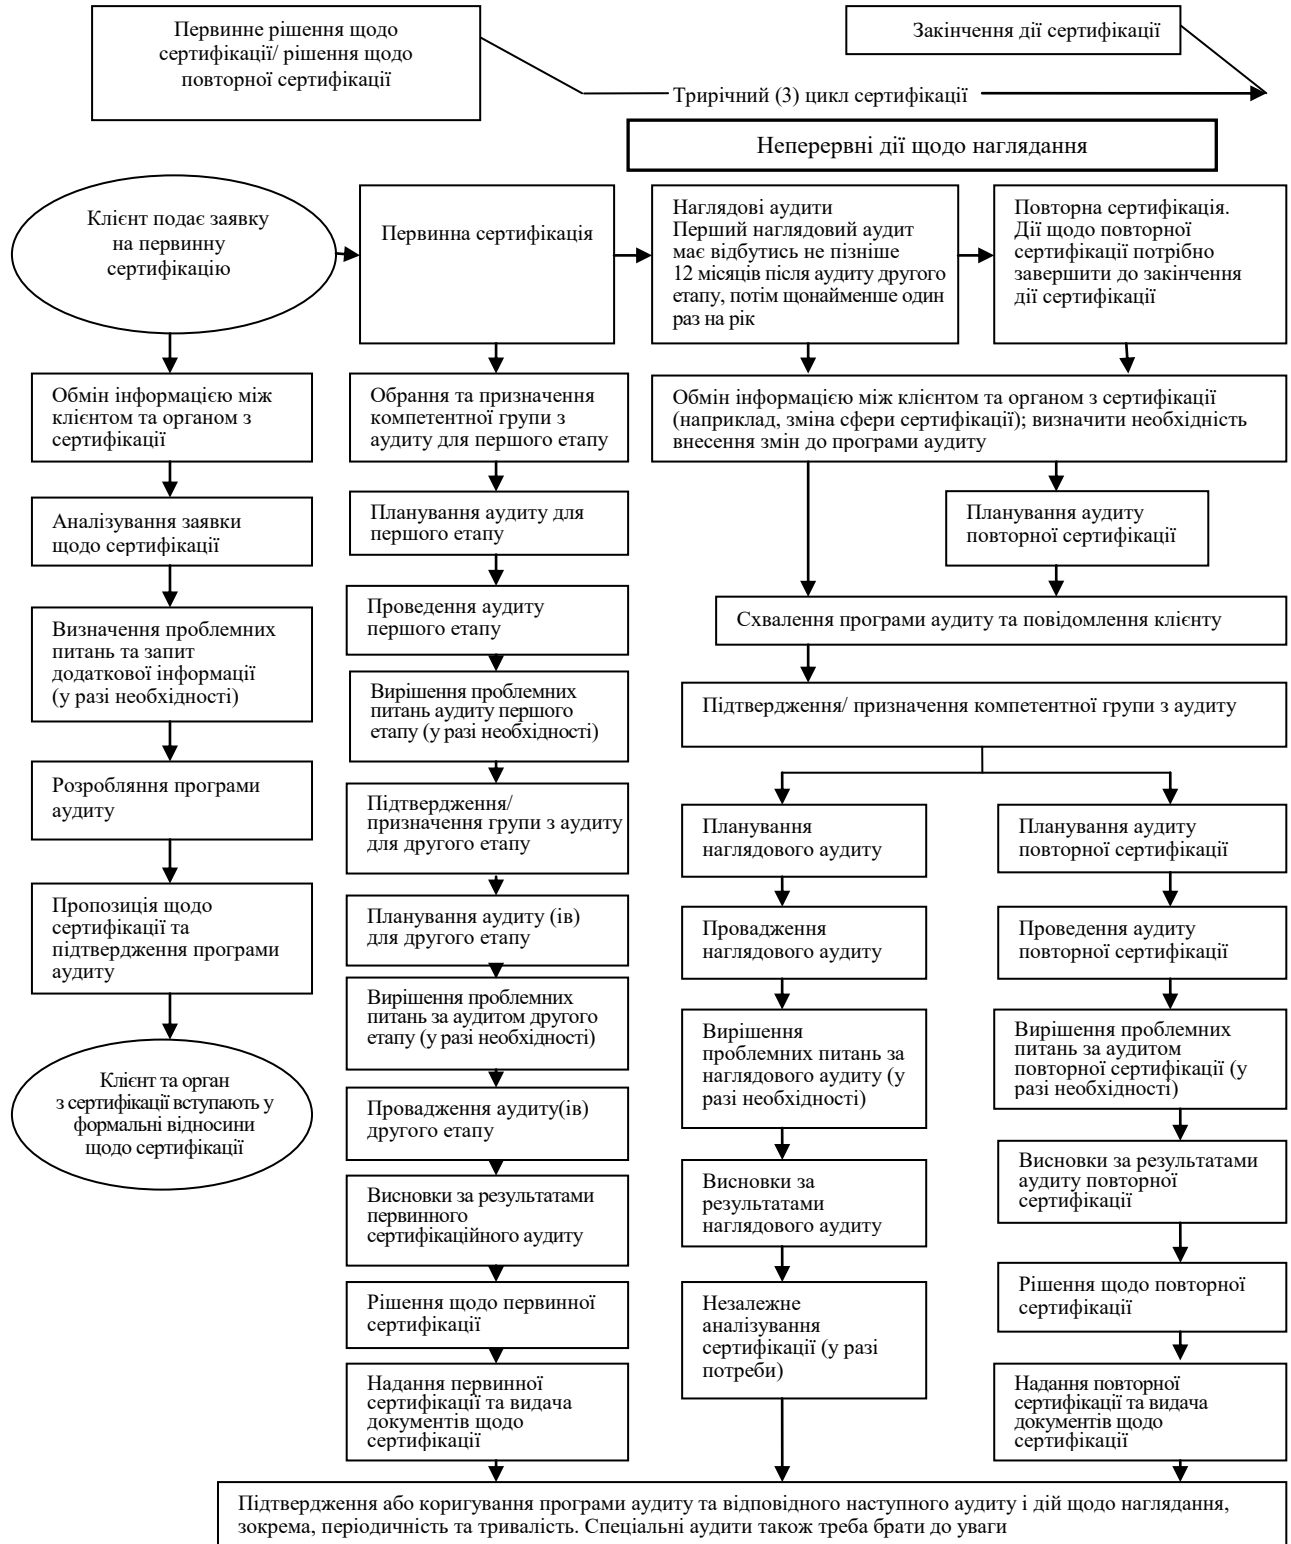 Первинне рішення щодо
сертифікації/ рішення щодо
повторної сертифікації
Закінчення дії сертифікації
Трирічний (3) цикл сертифікації
Неперервні дії щодо наглядання
Клієнт подає заявку
на первинну
сертифікацію
Первинна сертифікація
Наглядові аудити
Перший наглядовий аудит
має відбутись не пізніше
12 місяців після аудиту другого
етапу, потім щонайменше один
раз на рік
Повторна сертифікація.
Дії щодо повторної
сертифікації потрібно
завершити до закінчення
дії сертифікації
Обмін інформацією між
клієнтом та органом з
сертифікації
Аналізування заявки
щодо сертифікації
Визначення проблемних
питань та запит
додаткової інформації
(у разі необхідності)
Розробляння програми
аудиту
Пропозиція щодо
сертифікації та
підтвердження програми
аудиту
Клієнт та орган
з сертифікації вступають у
формальні відносини
щодо сертифікації
Обрання та призначення
компетентної групи з
аудиту для першого етапу
Планування аудиту для
першого етапу
Проведення аудиту
першого етапу
Вирішення проблемних
питань аудиту першого
етапу (у разі необхідності)
Підтвердження/
призначення групи з аудиту
для другого етапу
Планування аудиту (ів)
для другого етапу
Вирішення проблемних
питань за аудитом другого
етапу (у разі необхідності)
Провадження аудиту(ів)
другого етапу
Висновки за результатами
первинного
сертифікаційного аудиту
Рішення щодо первинної
сертифікації
Надання первинної
сертифікації та видача
документів щодо
сертифікації
Обмін інформацією між клієнтом та органом з сертифікації
(наприклад, зміна сфери сертифікації); визначити необхідність
внесення змін до програми аудиту
Планування аудиту
повторної сертифікації
Схвалення програми аудиту та повідомлення клієнту
Підтвердження/ призначення компетентної групи з аудиту
Планування
наглядового аудиту
Провадження
наглядового аудиту
Вирішення
проблемних питань за
наглядового аудиту (у
разі необхідності)
Висновки за
результатами
наглядового аудиту
Незалежне
аналізування
сертифікації (у разі
потреби)
Планування аудиту
повторної сертифікації
Проведення аудиту
повторної сертифікації
Вирішення проблемних
питань за аудитом
повторної сертифікації (у
разі необхідності)
Висновки за результатами
аудиту повторної
сертифікації
Рішення щодо повторної
сертифікації
Надання повторної
сертифікації та видача
документів щодо
сертифікації
Підтвердження або коригування програми аудиту та відповідного наступного аудиту і дій щодо наглядання,
зокрема, періодичність та тривалість. Спеціальні аудити також треба брати до уваги